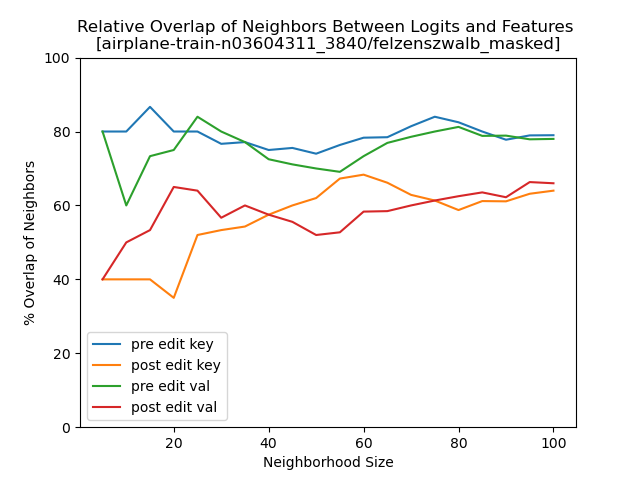 Relative Overlap of Neighbors Between Logits and Features
[airplane-train-n03604311_3840/felzenszwalb_masked]
100
80
60
40
20
0
% Overlap of Neighbors
pre edit key
post edit key
pre edit val
post edit val
20 40 60 80 100
Neighborhood Size